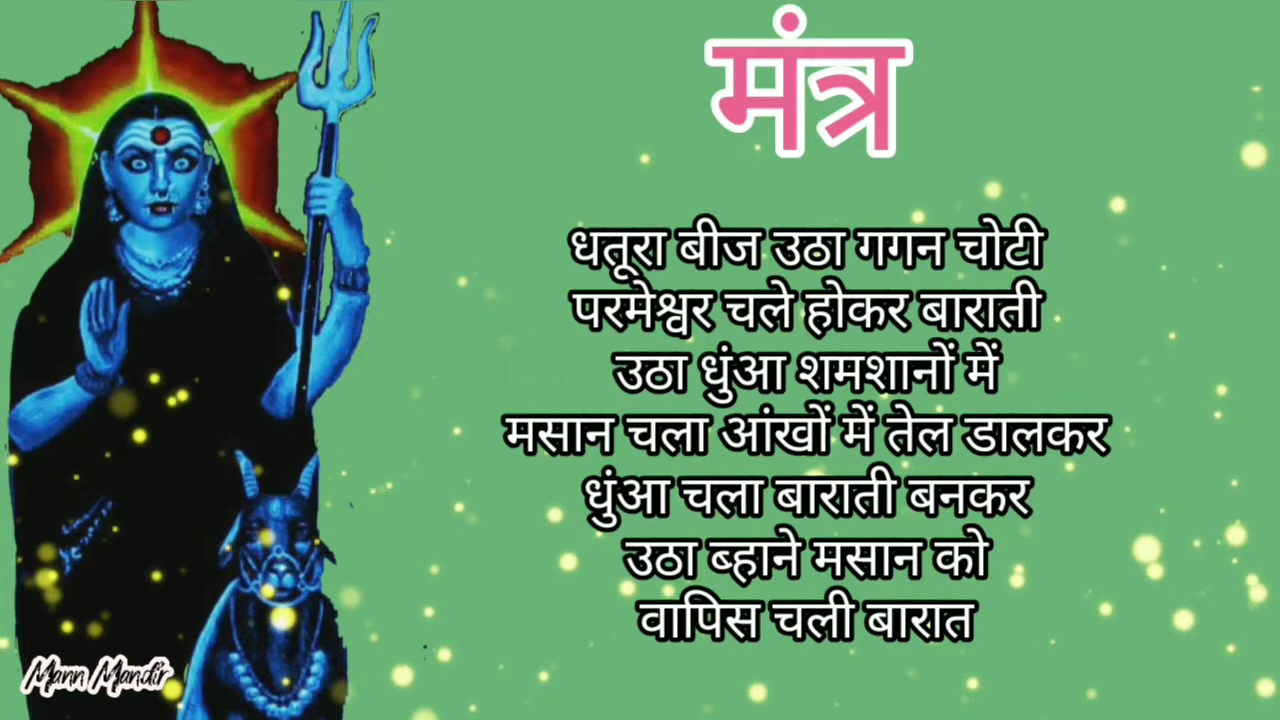 मंत्र
धतूरा बीज उठा गगन चोटी
परमेश्वर चले होकर बाराती
उठा धुंआ शमशानों में
मसान चला आंखों में तेल डालकर
धुंआ चला बाराती बनकर
उठा ब्हाने मसान को
वापिस चली बारात
Mann Mandir